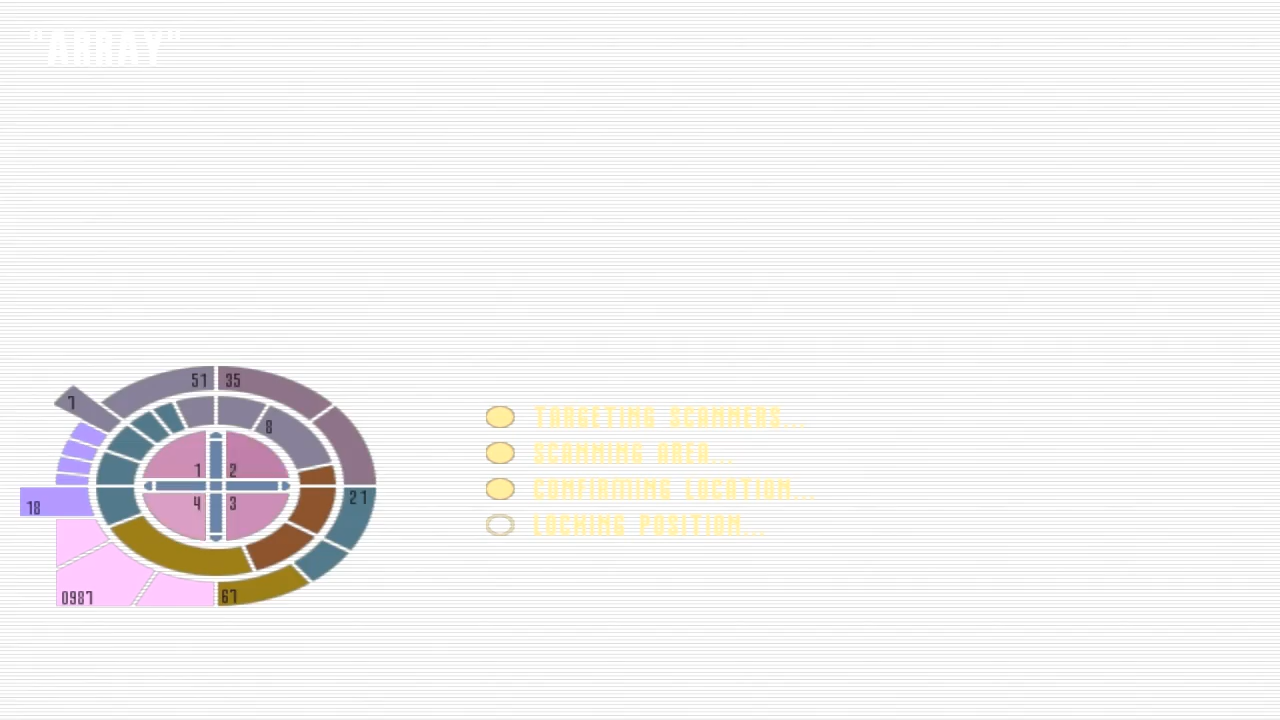 "ARRAY"
51 35
7
8
1 2
4 3
21
18
0987
67
TARGETING SCANNERS...
SCANNING AREA...
CONFIRMING LOCATION...
LOCKING POSITION...